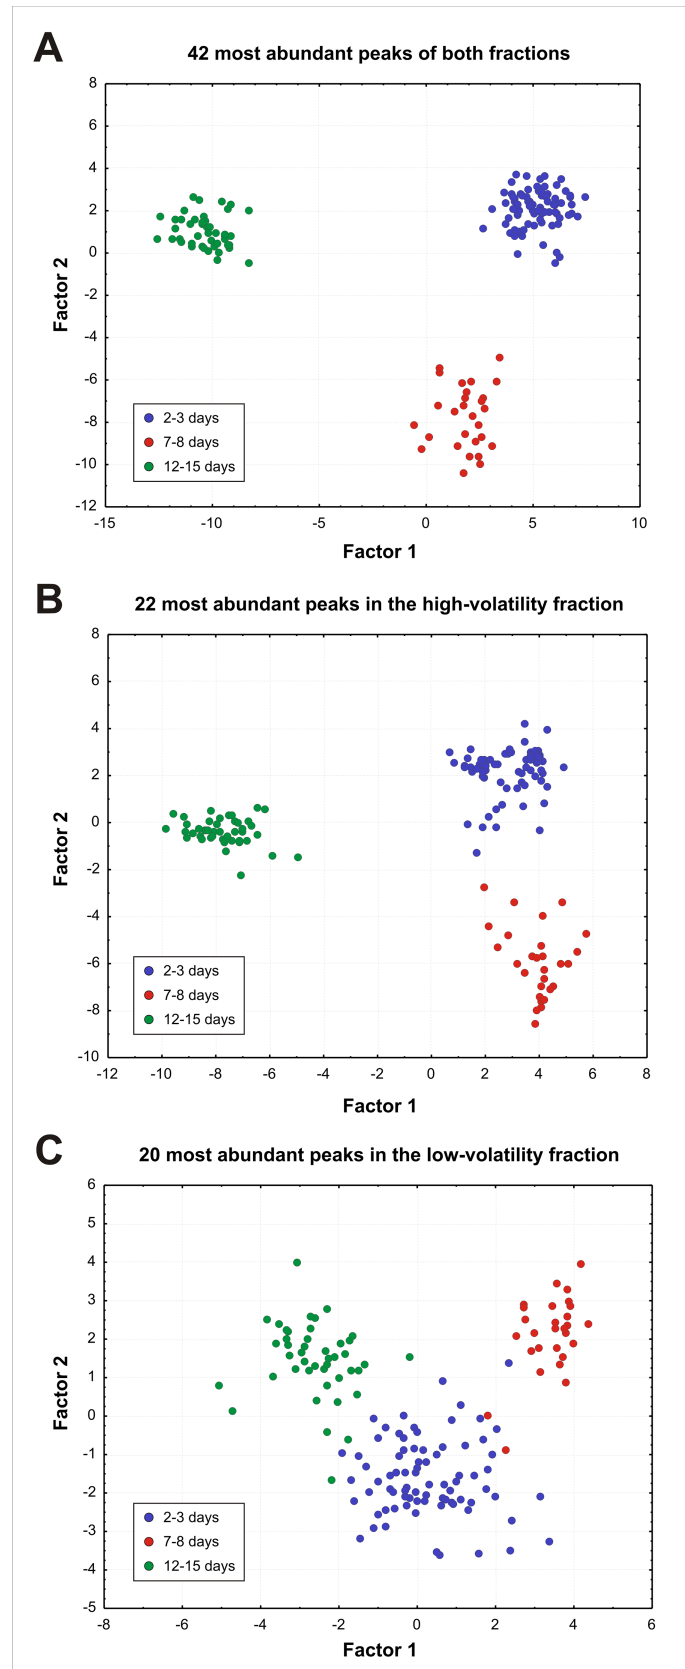 A
42 most abundant peaks of both fractions
8
6
4
2
0
-2
-4
-6
-8
-10
-12
Factor 2
2-3 days
7-8 days
12-15 days
-15 -10 -5 0 5 10
Factor 1
B
22 most abundant peaks in the high-volatility fraction
8
6
4
2
0
-2
-4
-6
-8
-10
Factor 2
2-3 days
7-8 days
12-15 days
-12 -10 -8 -6 -4 -2 0 2 4 6 8
Factor 1
C
20 most abundant peaks in the low-volatility fraction
6
5
4
3
2
1
0
-1
-2
-3
-4
-5
Factor 2
2-3 days
7-8 days
12-15 days
-8 -6 -4 -2 0 2 4 6
Factor 1